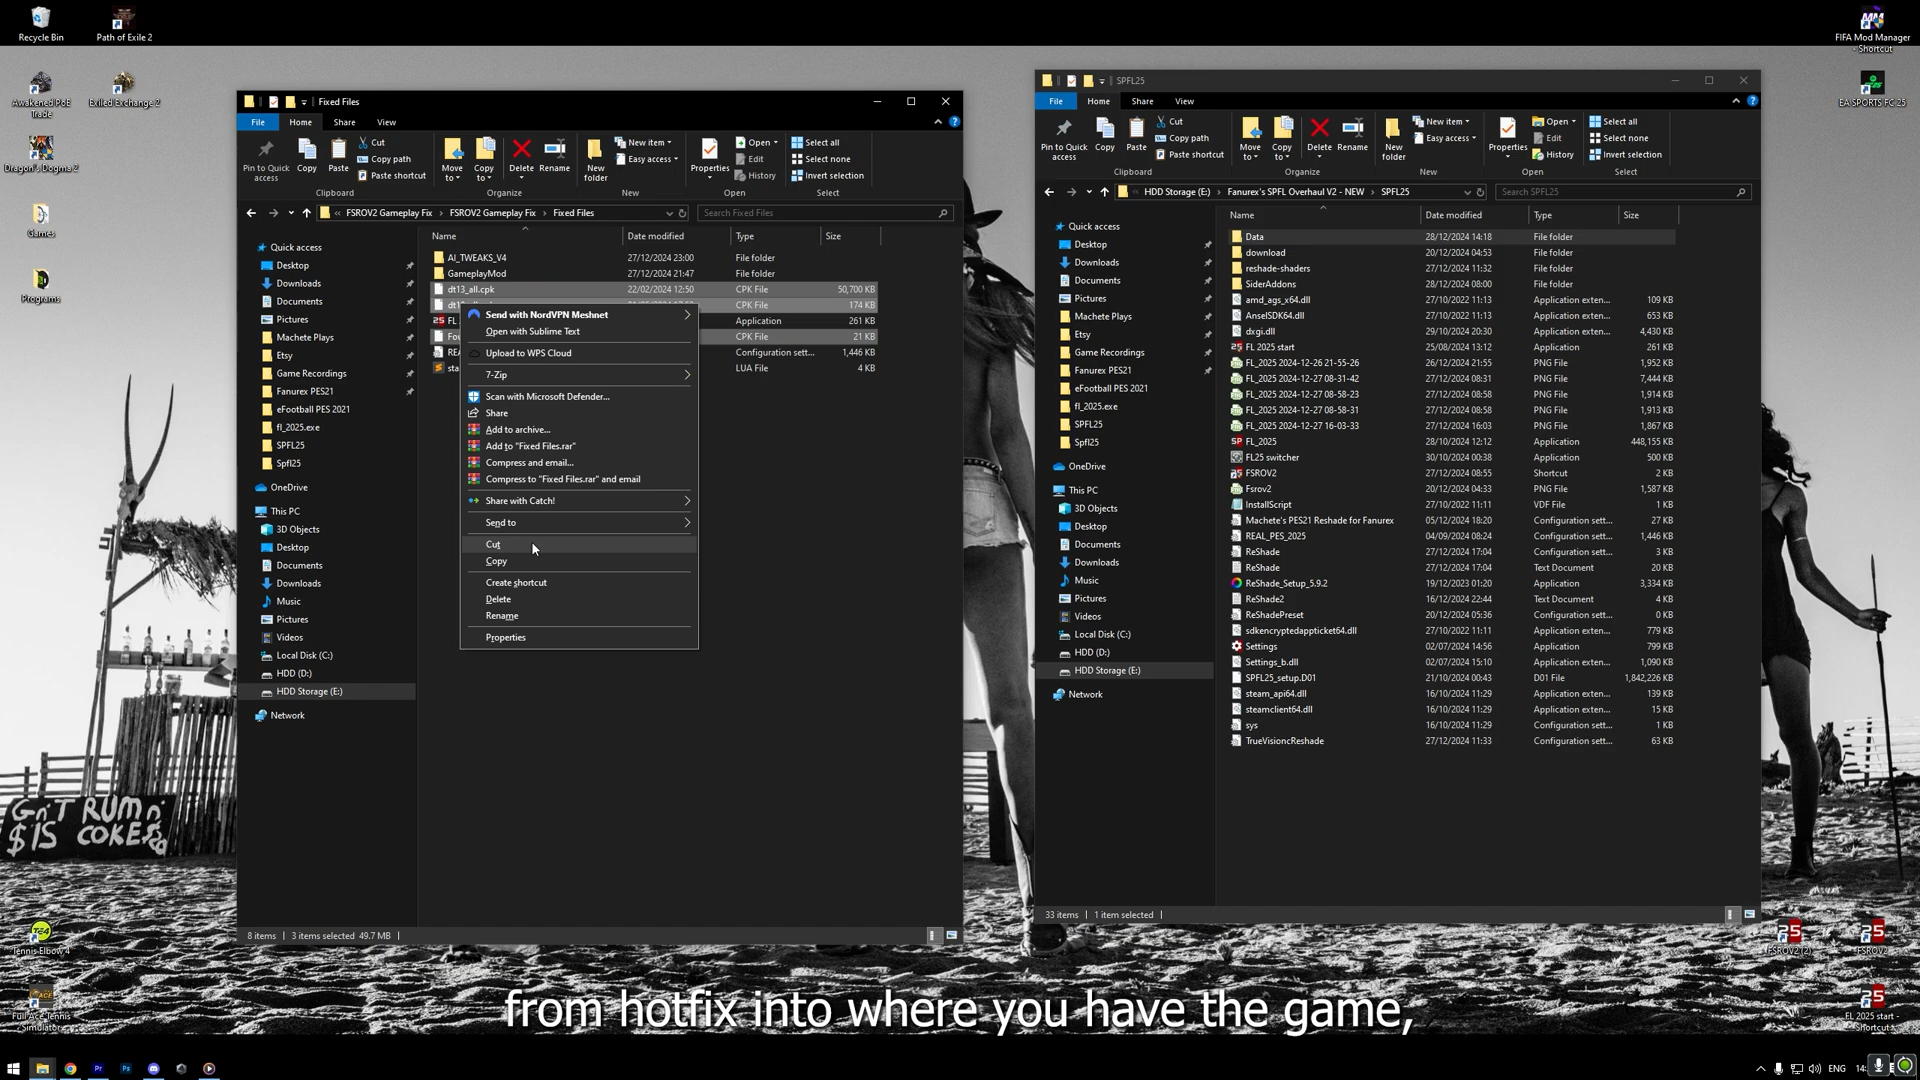 Recycle Bin
Path of Exile 2
FIFA Mod Manager
- Shortcut
Awakened PoE
Trade
Exiled Exchange 2
EA SPORTS FC 25
Dragon's Dogma 2
Games
Programs
Tennis Elbow 4
Full Ace Tennis
Simulator
Fixed Files
File
Home
Share
View
Pin to Quick
access
Copy
Paste
Cut
Copy path
Paste shortcut
Clipboard
Move
to
Copy
to
Delete
Rename
Organize
New
folder
New item
Easy access
New
Properties
Open
Edit
History
Open
Select all
Select none
Invert selection
Select
« FSROV2 Gameplay Fix > FSROV2 Gameplay Fix > Fixed Files
Search Fixed Files
Name Date modified Type Size
Quick access
Desktop
Downloads
Documents
Pictures
Machete Plays
Etsy
Game Recordings
Fanurex PES21
eFootball PES 2021
fl_2025.exe
SPFL25
Spfl25
OneDrive
This PC
3D Objects
Desktop
Documents
Downloads
Music
Pictures
Videos
Local Disk (C:)
HDD (D:)
HDD Storage (E:)
Network
AI_TWEAKS_V4 27/12/2024 23:00 File folder
GameplayMod 27/12/2024 21:47 File folder
dt13_all.cpk 22/02/2024 12:50 CPK File 50,700 KB
CPK File 174 KB
FL Application 261 KB
CPK File 21 KB
REA Configuration sett... 1,446 KB
sta LUA File 4 KB
Send with NordVPN Meshnet
Open with Sublime Text
Upload to WPS Cloud
7-Zip
Scan with Microsoft Defender...
Share
Add to archive...
Add to "Fixed Files.rar"
Compress and email...
Compress to "Fixed Files.rar" and email
Share with Catch!
Send to
Cut
Copy
Create shortcut
Delete
Rename
Properties
8 items 3 items selected 49.7 MB
SPFL25
File
Home
Share
View
Pin to Quick
access
Copy
Paste
Cut
Copy path
Paste shortcut
Clipboard
Move
to
Copy
to
Delete
Rename
Organize
New
folder
New item
Easy access
New
Properties
Open
Edit
History
Open
Select all
Select none
Invert selection
Select
« HDD Storage (E:) > Fanurex's SPFL Overhaul V2 - NEW > SPFL25
Search SPFL25
Name Date modified Type Size
Quick access
Desktop
Downloads
Documents
Pictures
Machete Plays
Etsy
Game Recordings
Fanurex PES21
eFootball PES 2021
fl_2025.exe
SPFL25
Spfl25
OneDrive
This PC
3D Objects
Desktop
Documents
Downloads
Music
Pictures
Videos
Local Disk (C:)
HDD (D:)
HDD Storage (E:)
Network
Data 28/12/2024 14:18 File folder
download 20/12/2024 04:53 File folder
reshade-shaders 27/12/2024 11:32 File folder
SiderAddons 28/12/2024 08:00 File folder
amd_ags_x64.dll 27/10/2022 11:13 Application exten... 109 KB
AnselSDK64.dll 27/10/2022 11:13 Application exten... 653 KB
dxgi.dll 29/10/2024 20:30 Application exten... 4,430 KB
FL 2025 start 25/08/2024 13:12 Application 261 KB
FL_2025 2024-12-26 21-55-26 26/12/2024 21:55 PNG File 1,952 KB
FL_2025 2024-12-27 08-31-42 27/12/2024 08:31 PNG File 7,444 KB
FL_2025 2024-12-27 08-58-23 27/12/2024 08:58 PNG File 1,914 KB
FL_2025 2024-12-27 08-58-31 27/12/2024 08:58 PNG File 1,913 KB
FL_2025 2024-12-27 16-03-33 27/12/2024 16:03 PNG File 1,867 KB
FL_2025 28/10/2024 12:12 Application 448,155 KB
FL25 switcher 30/10/2024 00:38 Application 500 KB
FSROV2 27/12/2024 08:55 Shortcut 2 KB
Fsrov2 20/12/2024 04:33 PNG File 1,587 KB
InstallScript 27/10/2022 11:11 VDF File 1 KB
Machete's PES21 Reshade for Fanurex 05/12/2024 18:20 Configuration sett... 27 KB
REAL_PES_2025 04/09/2024 08:24 Configuration sett... 1,446 KB
ReShade 27/12/2024 17:04 Configuration sett... 3 KB
ReShade 27/12/2024 17:04 Text Document 20 KB
ReShade_Setup_5.9.2 19/12/2023 01:20 Application 3,334 KB
ReShade2 16/12/2024 22:44 Text Document 4 KB
ReShadePreset 20/12/2024 05:36 Configuration sett... 0 KB
sdkencryptedappticket64.dll 27/10/2022 11:11 Application exten... 779 KB
Settings 02/07/2024 14:56 Application 799 KB
Settings_b.dll 02/07/2024 15:10 Application exten... 1,090 KB
SPFL25_setup.D01 21/10/2024 00:43 D01 File 1,842,226 KB
steam_api64.dll 16/10/2024 11:29 Application exten... 139 KB
steamclient64.dll 16/10/2024 11:29 Application exten... 15 KB
sys 16/10/2024 11:29 Configuration sett... 1 KB
TrueVisioncReshade 27/12/2024 11:33 Configuration sett... 63 KB
33 items 1 item selected
GOT RUM n'
$15 COKES
FSROV2 (2)
FSROV2
FL 2025 start -
Shortcut
from hotfix into where you have the game,
ENG